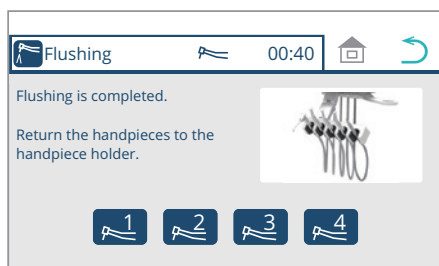 Flushing 00:40
Flushing is completed.
Return the handpieces to the
handpiece holder.
1 2 3 4